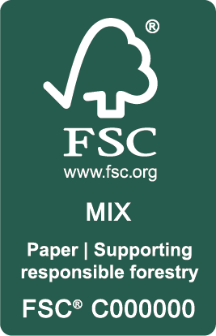 ®
FSC
www.fsc.org
MIX
Paper | Supporting
responsible forestry
FSC® C000000